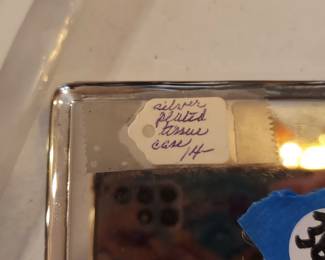 silver
plated
tissue
case
14-